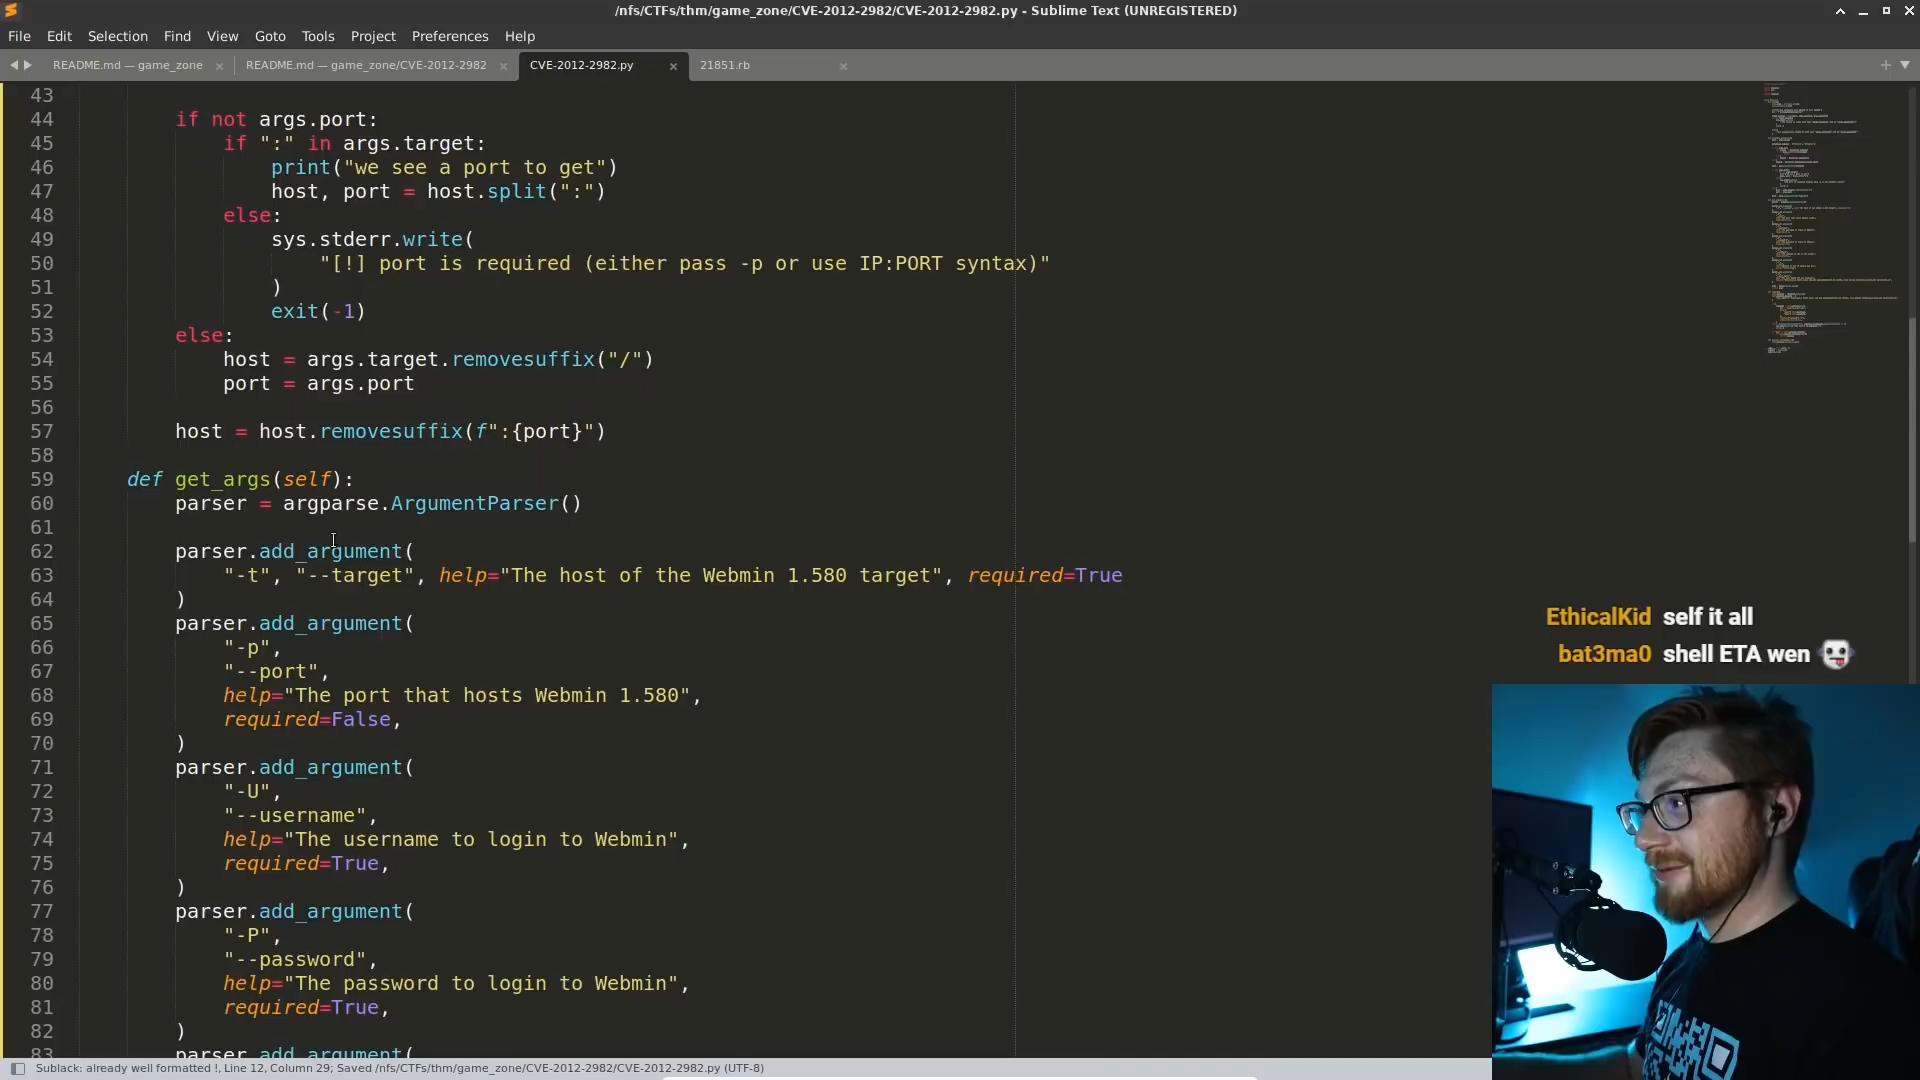 /nfs/CTFs/thm/game_zone/CVE-2012-2982/CVE-2012-2982.py - Sublime Text (UNREGISTERED)
File Edit Selection Find View Goto Tools Project Preferences Help
README.md — game_zone README.md — game_zone/CVE-2012-2982 CVE-2012-2982.py 21851.rb
43
44 if not args.port:
45 if ":" in args.target:
46 print("we see a port to get")
47 host, port = host.split(":")
48 else:
49 sys.stderr.write(
50 "[!] port is required (either pass -p or use IP:PORT syntax)"
51 )
52 exit(-1)
53 else:
54 host = args.target.removesuffix("/")
55 port = args.port
56
57 host = host.removesuffix(f":{port}")
58
59 def get_args(self):
60 parser = argparse.ArgumentParser()
61
62 parser.add_argument(
63 "-t", "--target", help="The host of the Webmin 1.580 target", required=True
64 )
65 parser.add_argument(
66 "-p",
67 "--port",
68 help="The port that hosts Webmin 1.580",
69 required=False,
70 )
71 parser.add_argument(
72 "-U",
73 "--username",
74 help="The username to login to Webmin",
75 required=True,
76 )
77 parser.add_argument(
78 "-P",
79 "--password",
80 help="The password to login to Webmin",
81 required=True,
82 )
83 parser.add_argument(
EthicalKid self it all
bat3ma0 shell ETA wen
Sublack: already well formatted !, Line 12, Column 29; Saved /nfs/CTFs/thm/game_zone/CVE-2012-2982/CVE-2012-2982.py (UTF-8)